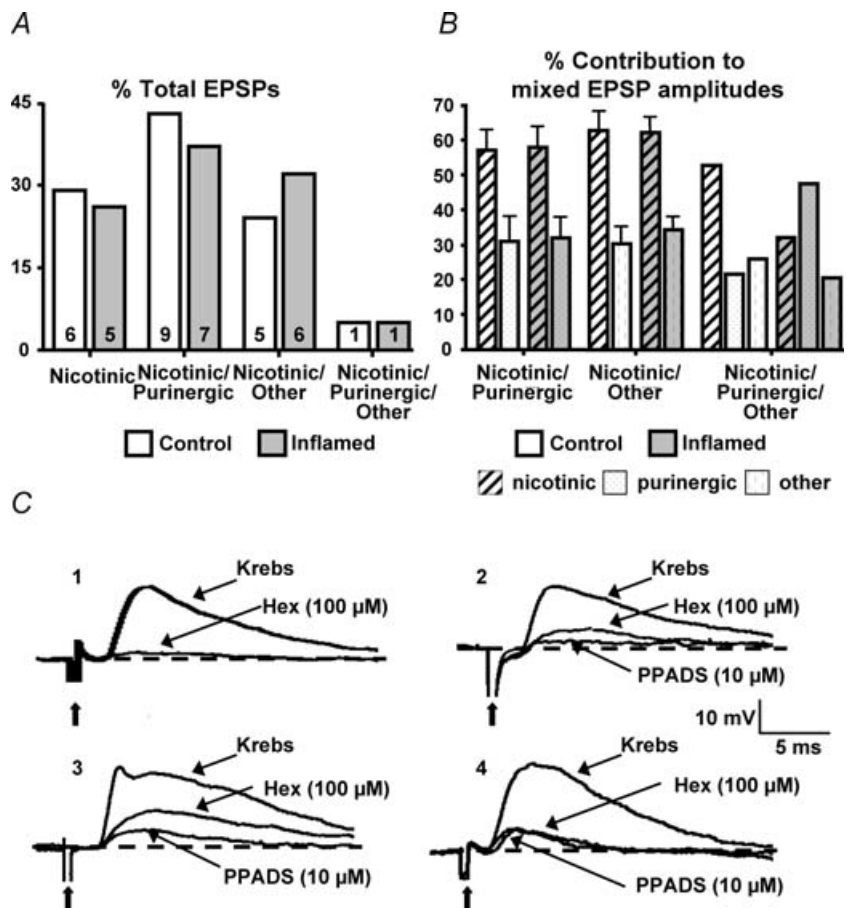 A
% Total EPSPs
45
30
15
0
6
5
9
7
5
6
1
1
Nicotinic
Nicotinic/
Purinergic
Nicotinic/
Other
Nicotinic/
Purinergic/
Other
Control
Inflamed
B
% Contribution to
mixed EPSP amplitudes
70
60
50
40
30
20
10
0
Nicotinic/
Purinergic
Nicotinic/
Other
Nicotinic/
Purinergic/
Other
Control
Inflamed
nicotinic
purinergic
other
C
1
Krebs
Hex (100 µM)
2
Krebs
Hex (100 µM)
PPADS (10 µM)
10 mV
5 ms
3
Krebs
Hex (100 µM)
PPADS (10 µM)
4
Krebs
Hex (100 µM)
PPADS (10 µM)